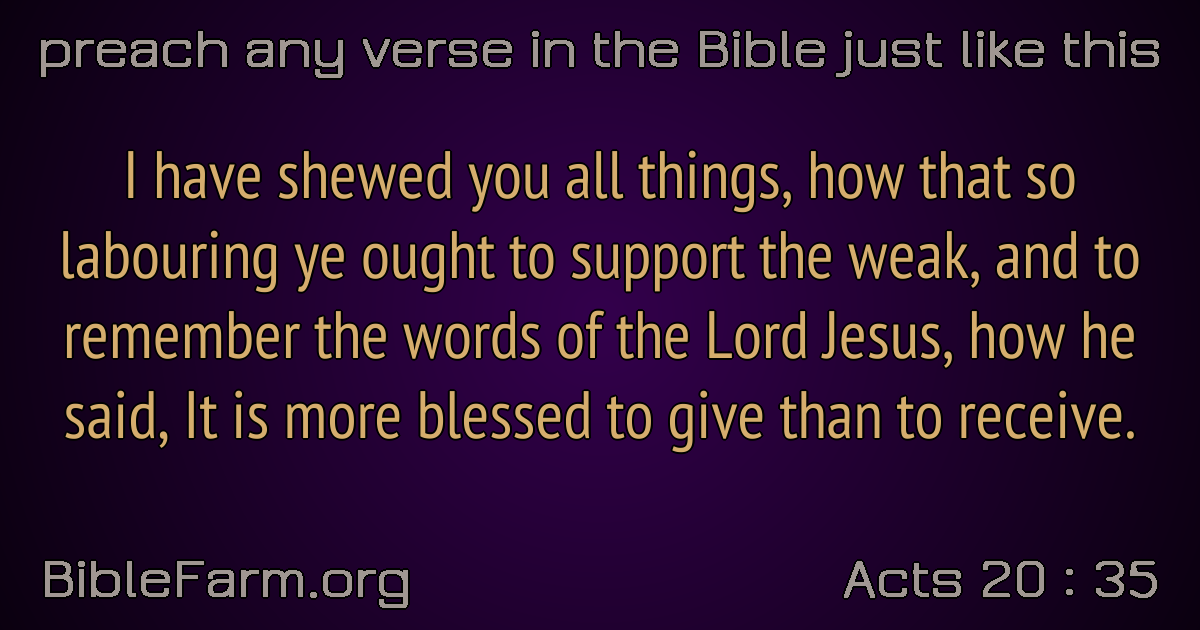 preach any verse in the Bible just like this
I have shewed you all things, how that so
labouring ye ought to support the weak, and to
remember the words of the Lord Jesus, how he
said, It is more blessed to give than to receive.
BibleFarm.org
Acts 20 : 35